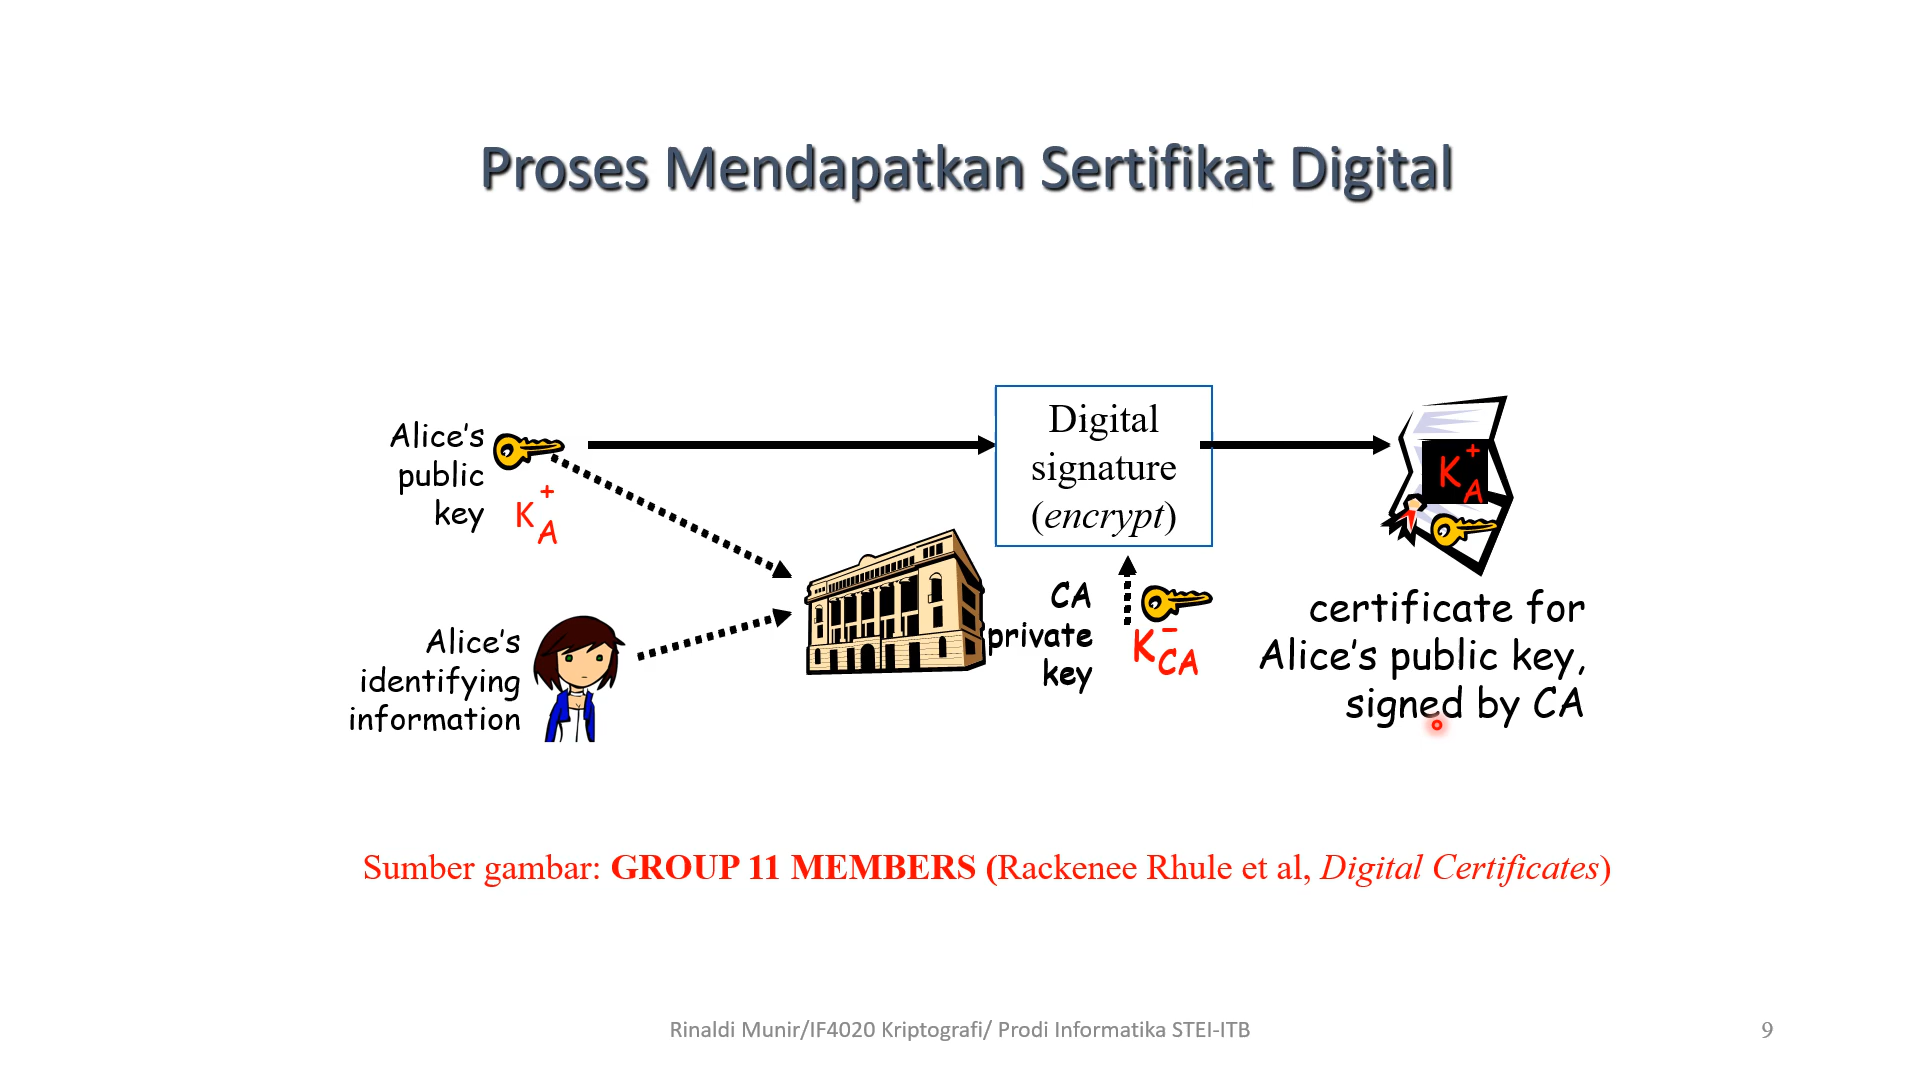 Proses Mendapatkan Sertifikat Digital
Alice's
public
key
K+A
Digital
signature
(encrypt)
K+A
Alice's
identifying
information
CA
private
key
K-CA
certificate for
Alice's public key,
signed by CA
Sumber gambar: GROUP 11 MEMBERS (Rackenee Rhule et al, Digital Certificates)
Rinaldi Munir/IF4020 Kriptografi/ Prodi Informatika STEI-ITB
9